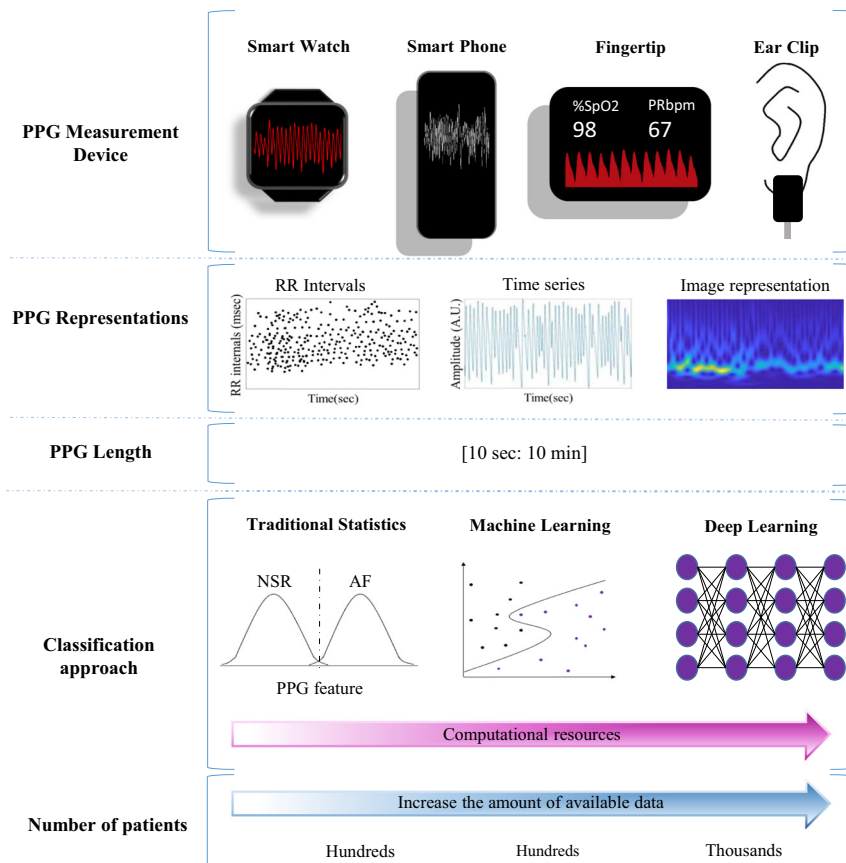 Smart Watch
Smart Phone
Fingertip
Ear Clip
PPG Measurement
Device
%SpO2 PRbpm
98 67
PPG Representations
RR Intervals
RR internals (msec)
Time(sec)
Time series
Amplitude (A.U.)
Time(sec)
Image representation
PPG Length
[10 sec: 10 min]
Classification
approach
Traditional Statistics
NSR AF
PPG feature
Machine Learning
Deep Learning
Computational resources
Number of patients
Increase the amount of available data
Hundreds
Hundreds
Thousands